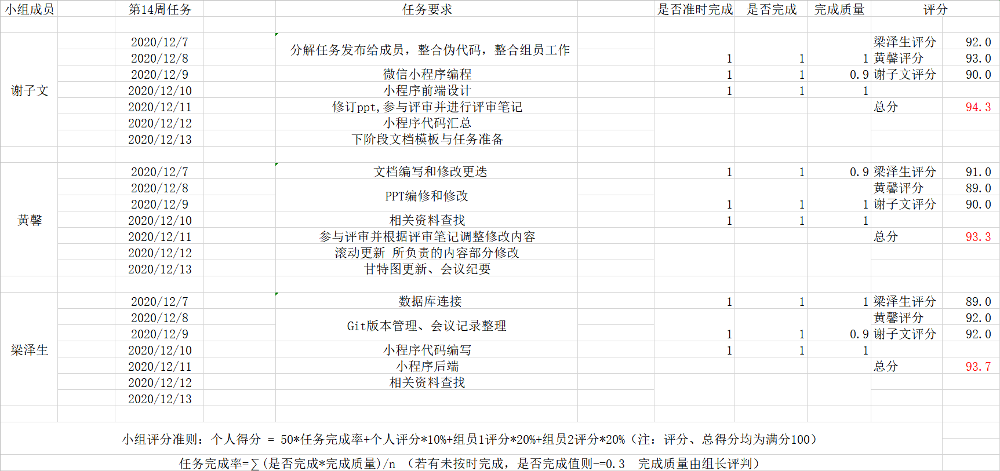 小组成员 第14周任务 任务要求 是否准时完成 是否完成 完成质量 评分
2020/12/7 梁泽生评分 92.0
分解任务发布给成员，整合伪代码，整合组员工作
2020/12/8 1 1 1 黄馨评分 93.0
2020/12/9 微信小程序编程 1 1 0.9 谢子文评分 90.0
谢子文 2020/12/10 小程序前端设计 1 1 1
2020/12/11 修订ppt,参与评审并进行评审笔记 总分 94.3
2020/12/12 小程序代码汇总
2020/12/13 下阶段文档模板与任务准备
2020/12/7 文档编写和修改更迭 1 1 0.9 梁泽生评分 91.0
2020/12/8 黄馨评分 89.0
PPT编修和修改
2020/12/9 1 1 1 谢子文评分 90.0
黄馨 2020/12/10 相关资料查找 1 1 1
2020/12/11 参与评审并根据评审笔记调整修改内容 总分 93.3
2020/12/12 滚动更新 所负责的内容部分修改
2020/12/13 甘特图更新、会议纪要
2020/12/7 数据库连接 1 1 1 梁泽生评分 89.0
2020/12/8 黄馨评分 92.0
Git版本管理、会议记录整理
2020/12/9 1 1 0.9 谢子文评分 92.0
梁泽生 2020/12/10 小程序代码编写 1 1 1
2020/12/11 小程序后端 总分 93.7
2020/12/12 相关资料查找
2020/12/13
小组评分准则：个人得分 = 50*任务完成率+个人评分*10%+组员1评分*20%+组员2评分*20%（注：评分、总得分均为满分100）
任务完成率=∑(是否完成*完成质量)/n （若有未按时完成，是否完成值则-=0.3 完成质量由组长评判）